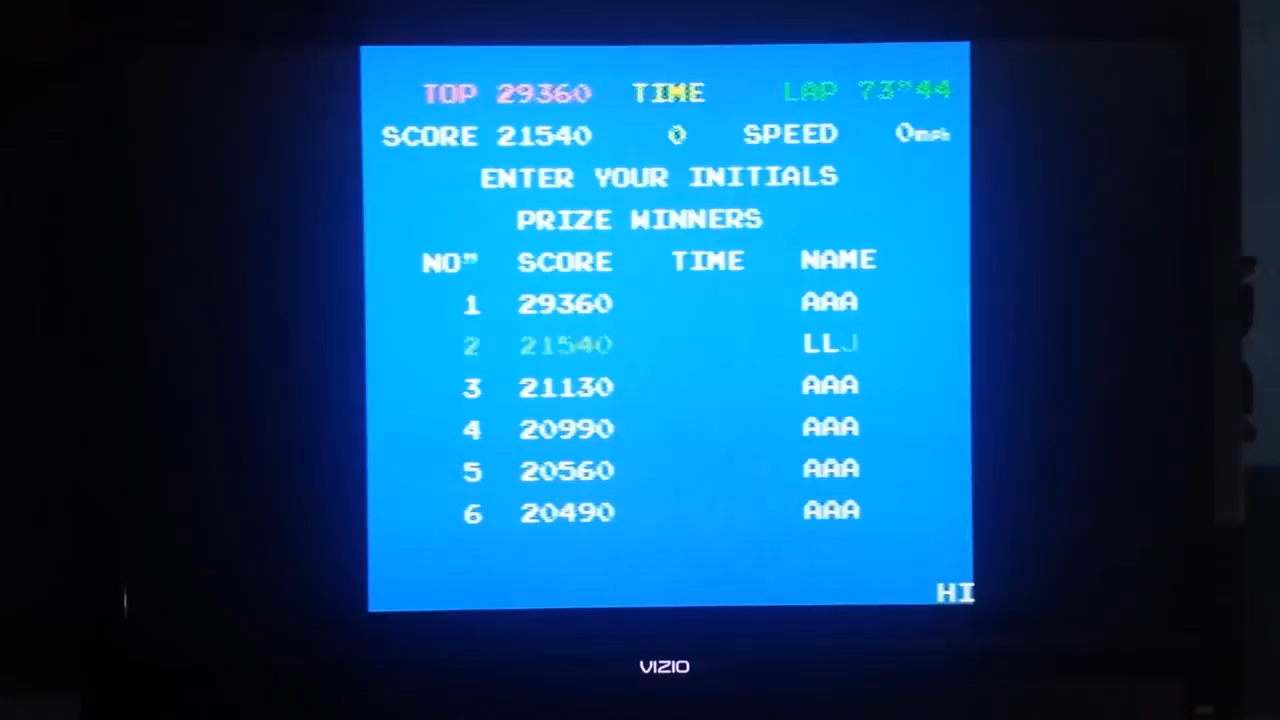 TOP 29360 TIME LAP 73"44
SCORE 21540 0 SPEED 0mph
ENTER YOUR INITIALS
PRIZE WINNERS
NO" SCORE TIME NAME
1 29360 AAA
2 21540 LLJ
3 21130 AAA
4 20990 AAA
5 20560 AAA
6 20490 AAA
HI
VIZIO